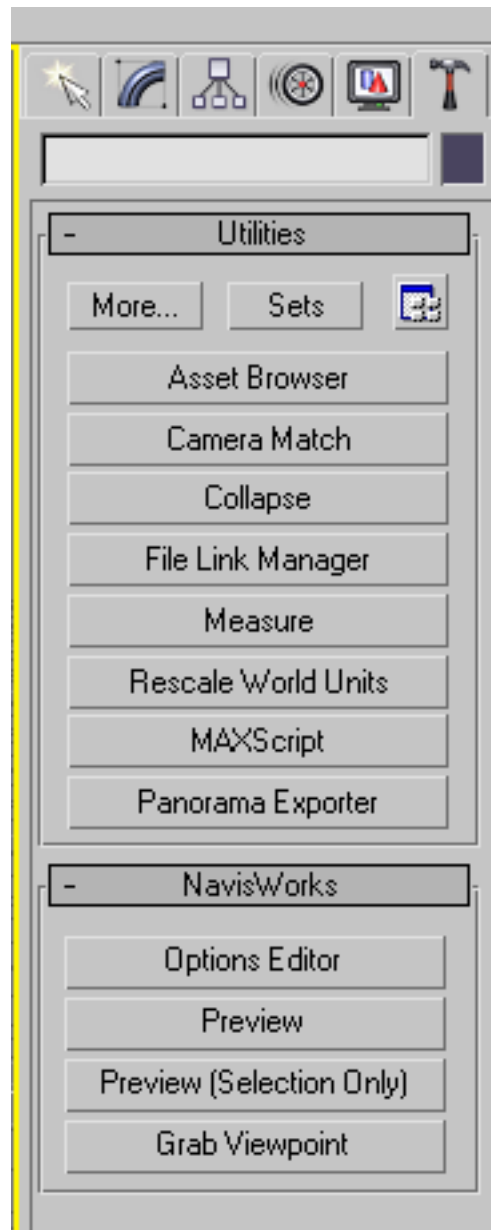 - Utilities
More... Sets
Asset Browser
Camera Match
Collapse
File Link Manager
Measure
Rescale World Units
MAXScript
Panorama Exporter
- NavisWorks
Options Editor
Preview
Preview (Selection Only)
Grab Viewpoint